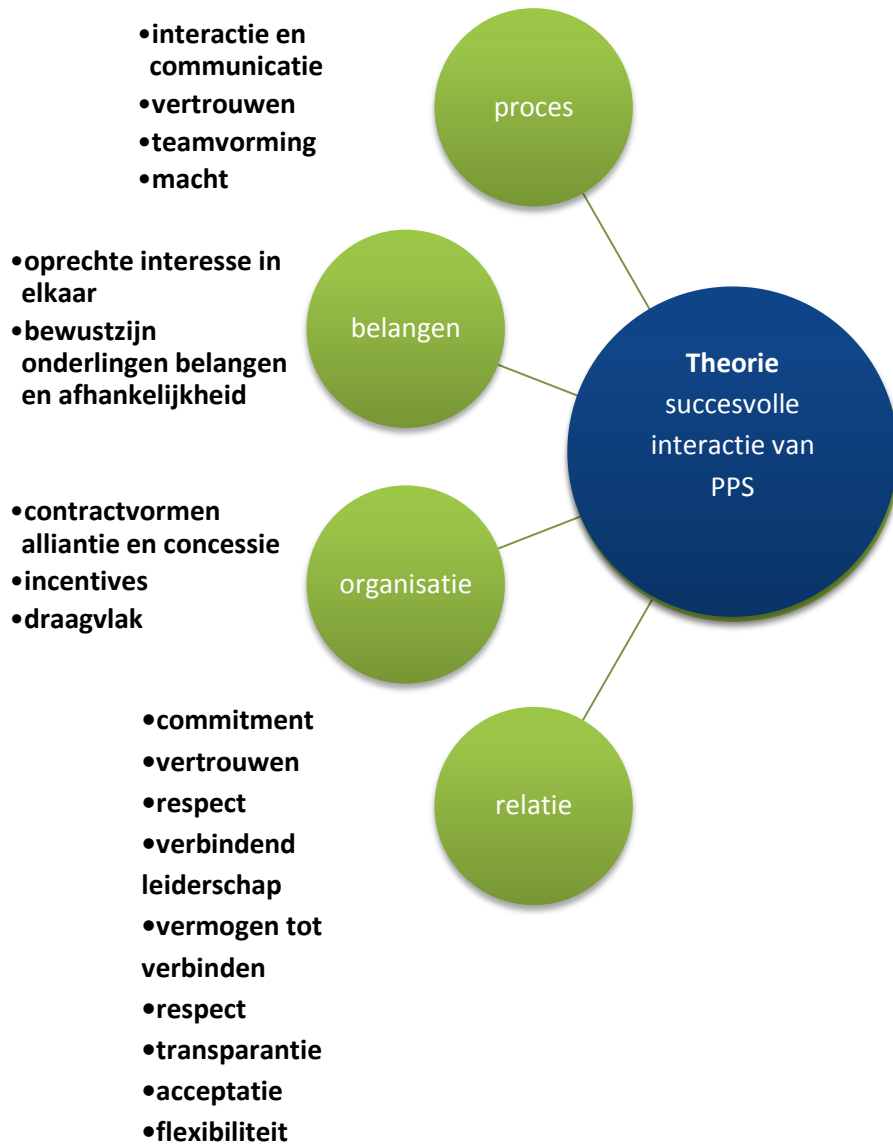 •interactie en
communicatie
•vertrouwen
•teamvorming
•macht
proces
•oprechte interesse in
elkaar
•bewustzijn
onderlingen belangen
en afhankelijkheid
belangen
Theorie
succesvolle
interactie van
PPS
•contractvormen
alliantie en concessie
•incentives
•draagvlak
organisatie
•commitment
•vertrouwen
•respect
•verbindend
leiderschap
•vermogen tot
verbinden
•respect
•transparantie
•acceptatie
•flexibiliteit
relatie